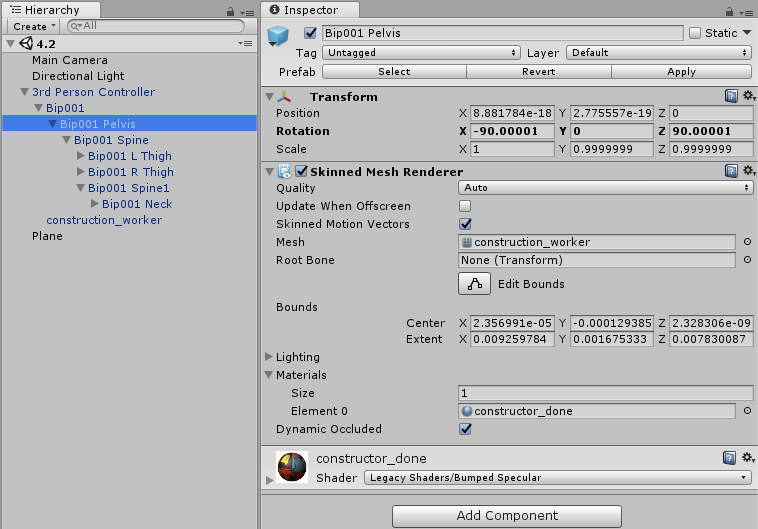 Hierarchy
Create
All
4.2
Main Camera
Directional Light
3rd Person Controller
Bip001
Bip001 Pelvis
Bip001 Spine
Bip001 L Thigh
Bip001 R Thigh
Bip001 Spine1
Bip001 Neck
construction_worker
Plane
Inspector
Bip001 Pelvis Static
Tag Untagged Layer Default
Prefab Select Revert Apply
Transform
Position X 8.881784e-18 Y 2.775557e-19 Z 0
Rotation X -90.00001 Y 0 Z 90.00001
Scale X 1 Y 0.9999999 Z 0.9999999
Skinned Mesh Renderer
Quality Auto
Update When Offscreen
Skinned Motion Vectors
Mesh construction_worker
Root Bone None (Transform)
Edit Bounds
Bounds
Center X 2.356991e-05 Y -0.000129385 Z 2.328306e-09
Extent X 0.009259784 Y 0.001675333 Z 0.007830087
Lighting
Materials
Size 1
Element 0 constructor_done
Dynamic Occluded
constructor_done
Shader Legacy Shaders/Bumped Specular
Add Component